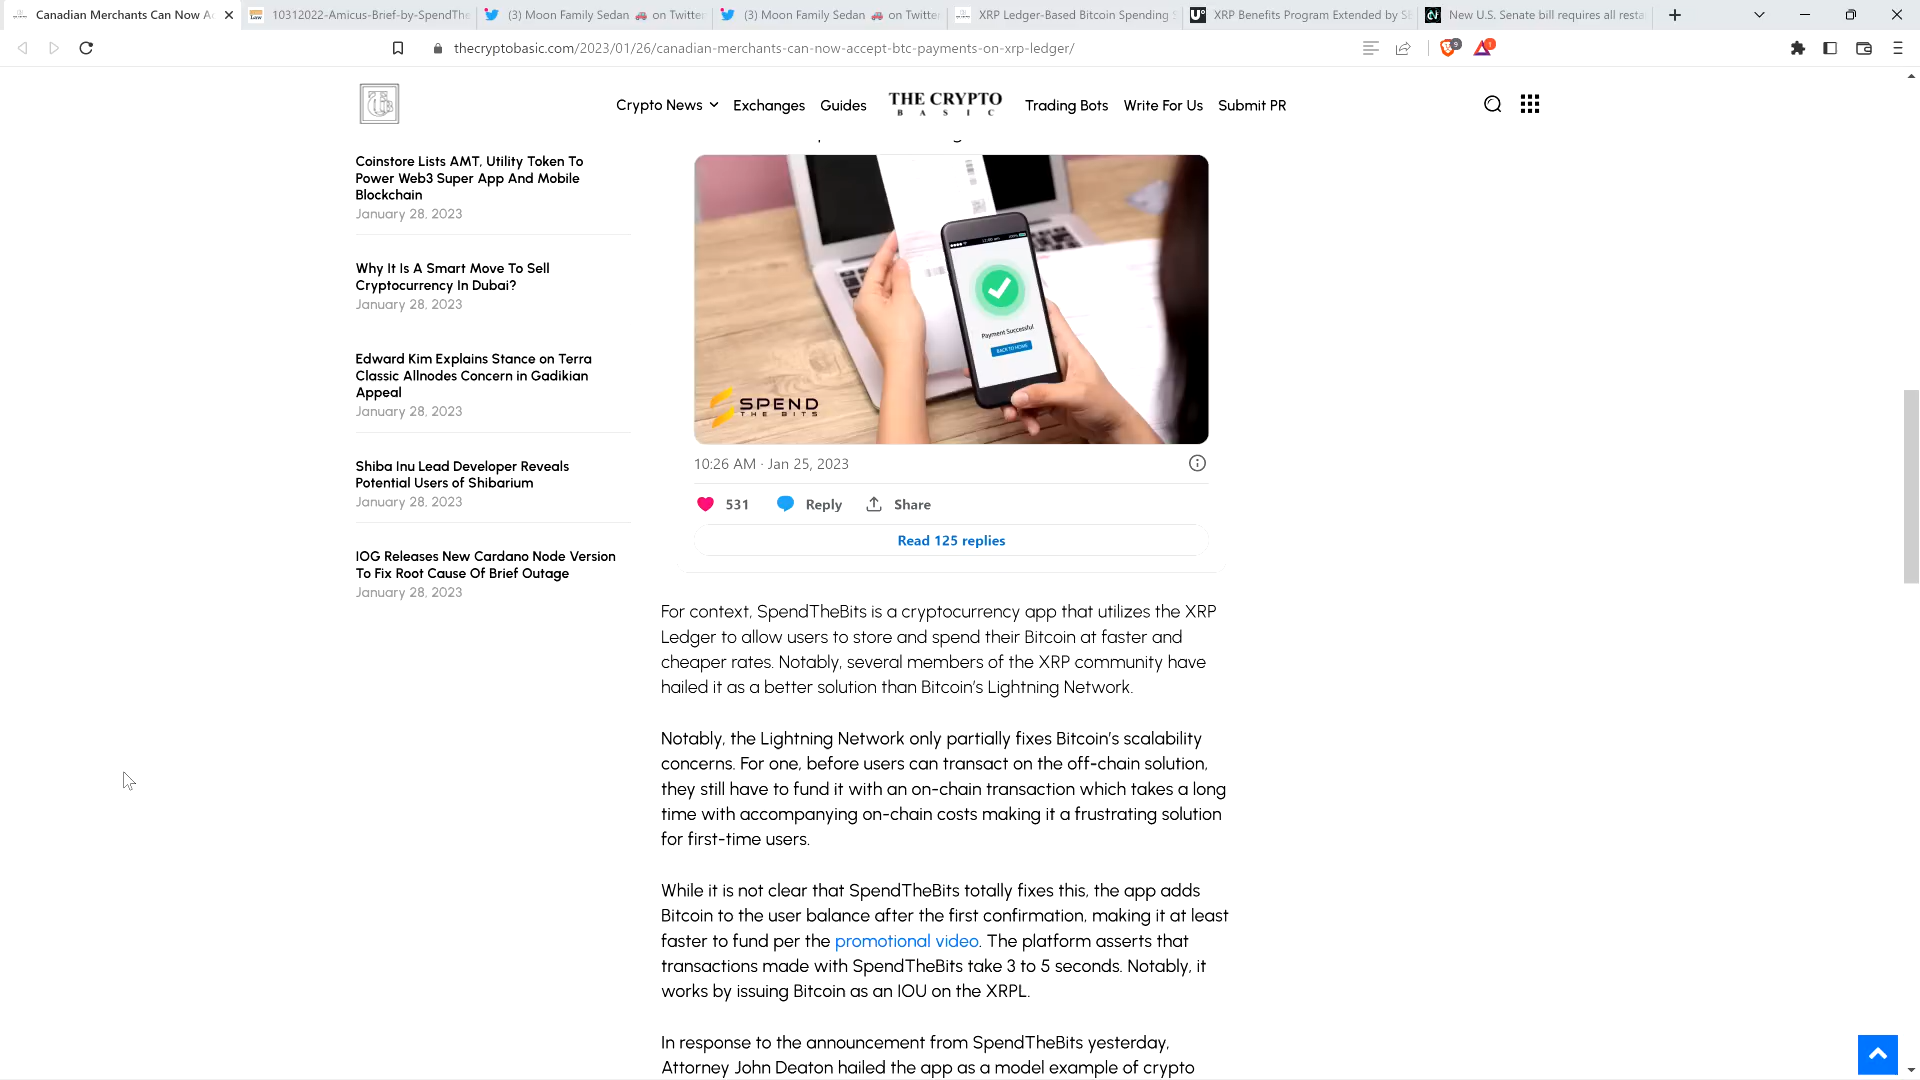 Canadian Merchants Can Now A
10312022-Amicus-Brief-by-SpendThe
(3) Moon Family Sedan 🚗 on Twitte
(3) Moon Family Sedan 🚗 on Twitte
XRP Ledger-Based Bitcoin Spending
XRP Benefits Program Extended by S
New U.S. Senate bill requires all resta
thecryptobasic.com/2023/01/26/canadian-merchants-can-now-accept-btc-payments-on-xrp-ledger/
Crypto News
Exchanges
Guides
THE CRYPTO
BASIC
Trading Bots
Write For Us
Submit PR
Coinstore Lists AMT, Utility Token To
Power Web3 Super App And Mobile
Blockchain
January 28, 2023
Why It Is A Smart Move To Sell
Cryptocurrency In Dubai?
January 28, 2023
Edward Kim Explains Stance on Terra
Classic Allnodes Concern in Gadikian
Appeal
January 28, 2023
Shiba Inu Lead Developer Reveals
Potential Users of Shibarium
January 28, 2023
IOG Releases New Cardano Node Version
To Fix Root Cause Of Brief Outage
January 28, 2023
Payment Successful
BACK TO HOME
SPEND
THE BITS
10:26 AM · Jan 25, 2023
531
Reply
Share
Read 125 replies
For context, SpendTheBits is a cryptocurrency app that utilizes the XRP
Ledger to allow users to store and spend their Bitcoin at faster and
cheaper rates. Notably, several members of the XRP community have
hailed it as a better solution than Bitcoin's Lightning Network.
Notably, the Lightning Network only partially fixes Bitcoin's scalability
concerns. For one, before users can transact on the off-chain solution,
they still have to fund it with an on-chain transaction which takes a long
time with accompanying on-chain costs making it a frustrating solution
for first-time users.
While it is not clear that SpendTheBits totally fixes this, the app adds
Bitcoin to the user balance after the first confirmation, making it at least
faster to fund per the promotional video. The platform asserts that
transactions made with SpendTheBits take 3 to 5 seconds. Notably, it
works by issuing Bitcoin as an IOU on the XRPL.
In response to the announcement from SpendTheBits yesterday,
Attorney John Deaton hailed the app as a model example of crypto